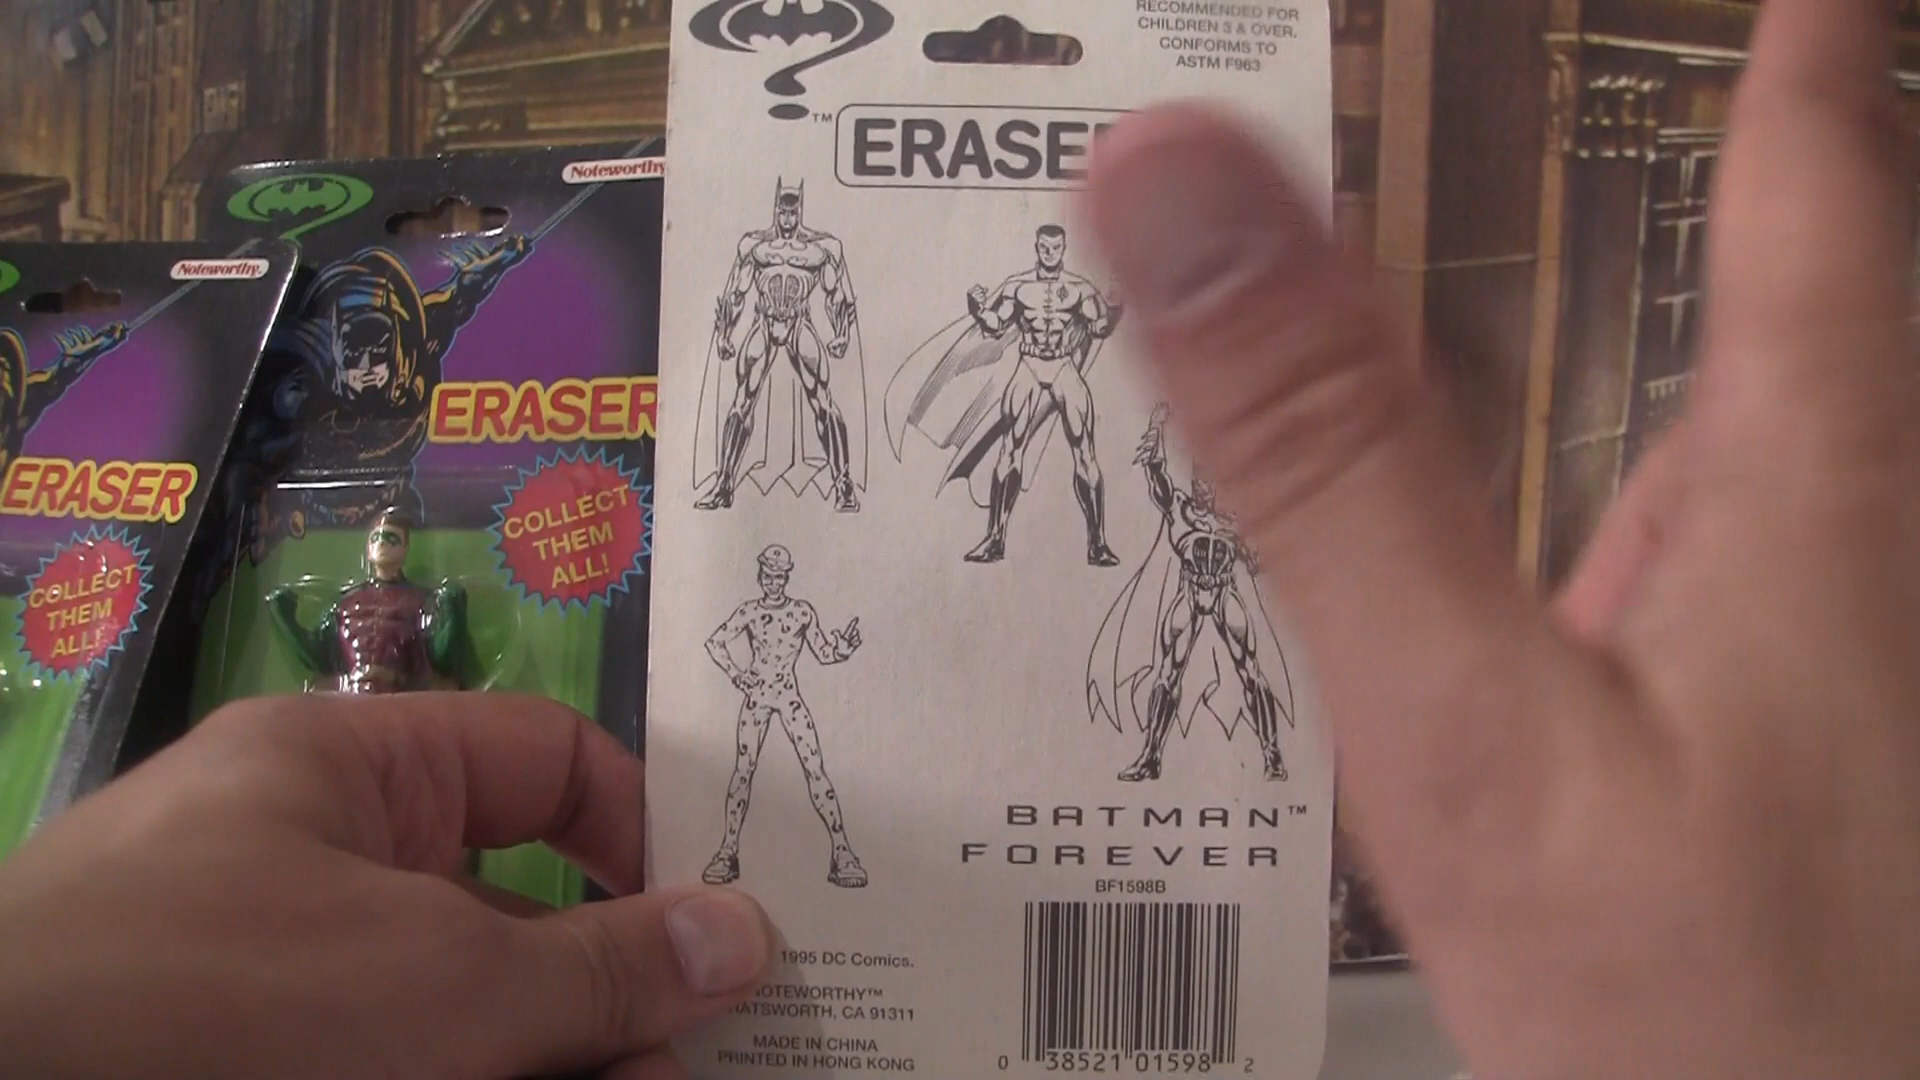 RECOMMENDED FOR
CHILDREN 3 & OVER.
CONFORMS TO
ASTM F963
™
ERASE
Noteworthy
Noteworthy.
ERASER
ERASER
COLLECT
THEM
ALL!
COLLECT
THEM
ALL!
BATMAN™
FOREVER
BF1598B
1995 DC Comics.
NOTEWORTHY™
CHATSWORTH, CA 91311
MADE IN CHINA
PRINTED IN HONG KONG
0 38521 01598 2